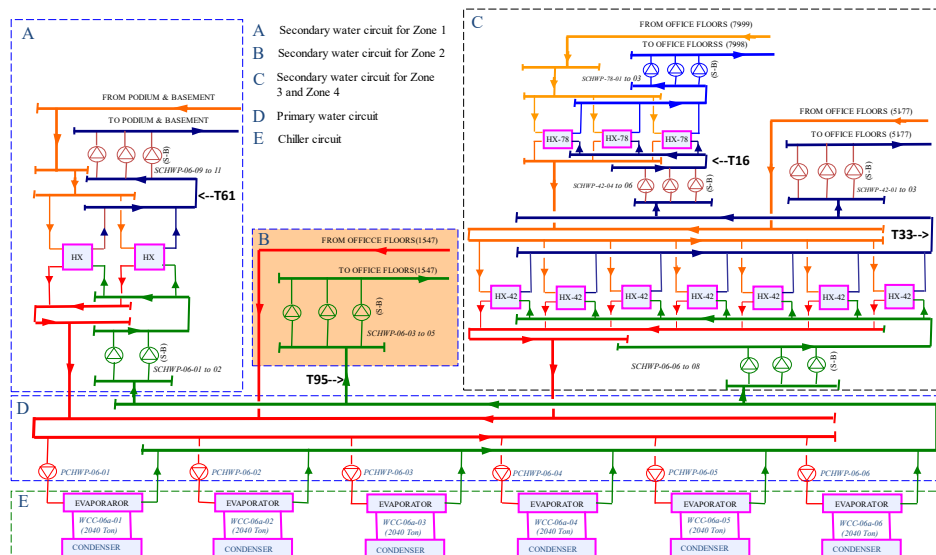 A
A Secondary water circuit for Zone 1
B Secondary water circuit for Zone 2
C Secondary water circuit for Zone
3 and Zone 4
D Primary water circuit
E Chiller circuit
FROM PODIUM & BASEMENT
TO PODIUM & BASEMENT
(S-B)
SCHWP-06-09 to 11
<--T61
HX
HX
(S-B)
SCHWP-06-01 to 02
B
FROM OFFICCE FLOORS(1547)
TO OFFICE FLOORS(1547)
(S-B)
SCHWP-06-03 to 05
T95-->
C
FROM OFFICE FLOORS (7999)
TO OFFICE FLOORSS (7998)
(S-B)
SCHWP-78-01 to 03
HX-78
HX-78
HX-78
<--T16
SCHWP-42-04 to 06
(S-B)
FROM OFFICE FLOORS (5177)
TO OFFICE FLOORS (5177)
(S-B)
SCHWP-42-01 to 03
T33-->
HX-42
HX-42
HX-42
HX-42
HX-42
HX-42
HX-42
SCHWP-06-06 to 08
(S-B)
D
PCHWP-06-01
PCHWP-06-02
PCHWP-06-03
PCHWP-06-04
PCHWP-06-05
PCHWP-06-06
E
EVAPORAROR
EVAPORATOR
EVAPORATOR
EVAPORATOR
EVAPORATOR
EVAPORATOR
WCC-06a-01
(2040 Ton)
WCC-06a-02
(2040 Ton)
WCC-06a-03
(2040 Ton)
WCC-06a-04
(2040 Ton)
WCC-06a-05
(2040 Ton)
WCC-06a-06
(2040 Ton)
CONDENSER
CONDENSER
CONDENSER
CONDENSER
CONDENSER
CONDENSER